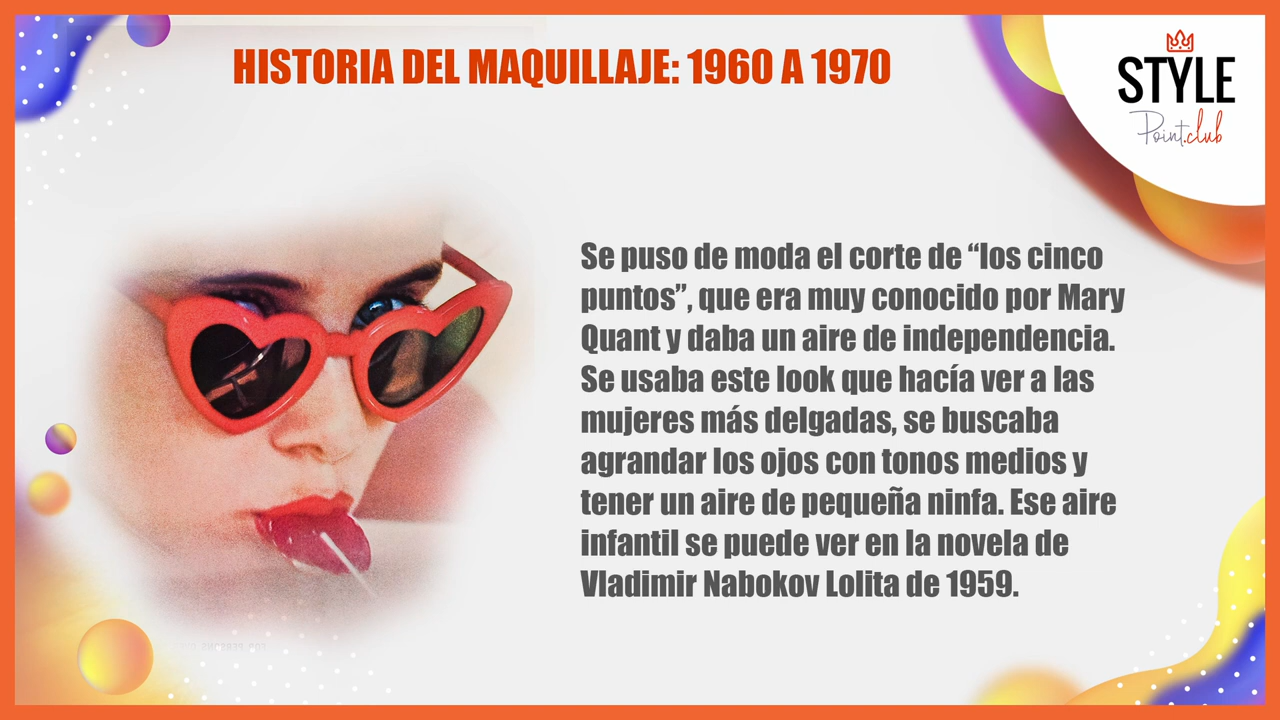 HISTORIA DEL MAQUILLAJE: 1960 A 1970
STYLE
Point.club
Se puso de moda el corte de “los cinco
puntos”, que era muy conocido por Mary
Quant y daba un aire de independencia.
Se usaba este look que hacía ver a las
mujeres más delgadas, se buscaba
agrandar los ojos con tonos medios y
tener un aire de pequeña ninfa. Ese aire
infantil se puede ver en la novela de
Vladimir Nabokov Lolita de 1959.